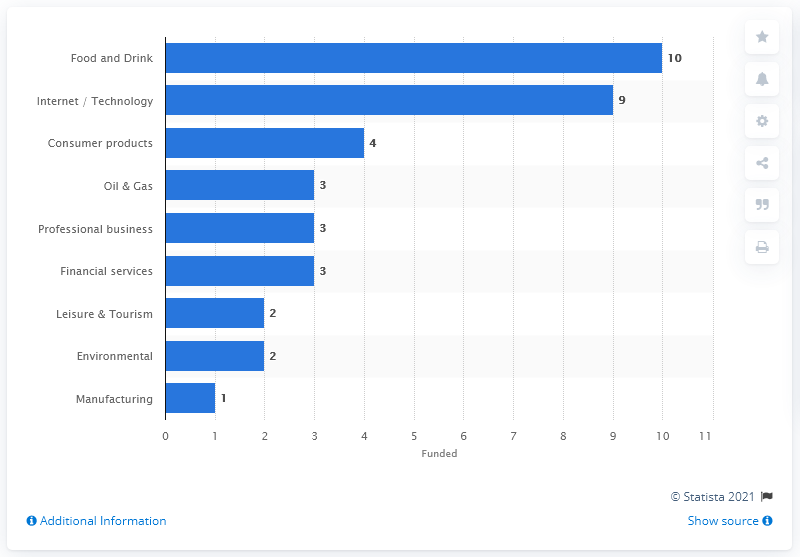 Food and Drink 10
Internet / Technology 9
Consumer products 4
Oil & Gas 3
Professional business 3
Financial services 3
Leisure & Tourism 2
Environmental 2
Manufacturing 1
0 1 2 3 4 5 6 7 8 9 10 11
Funded
© Statista 2021
Additional Information
Show source